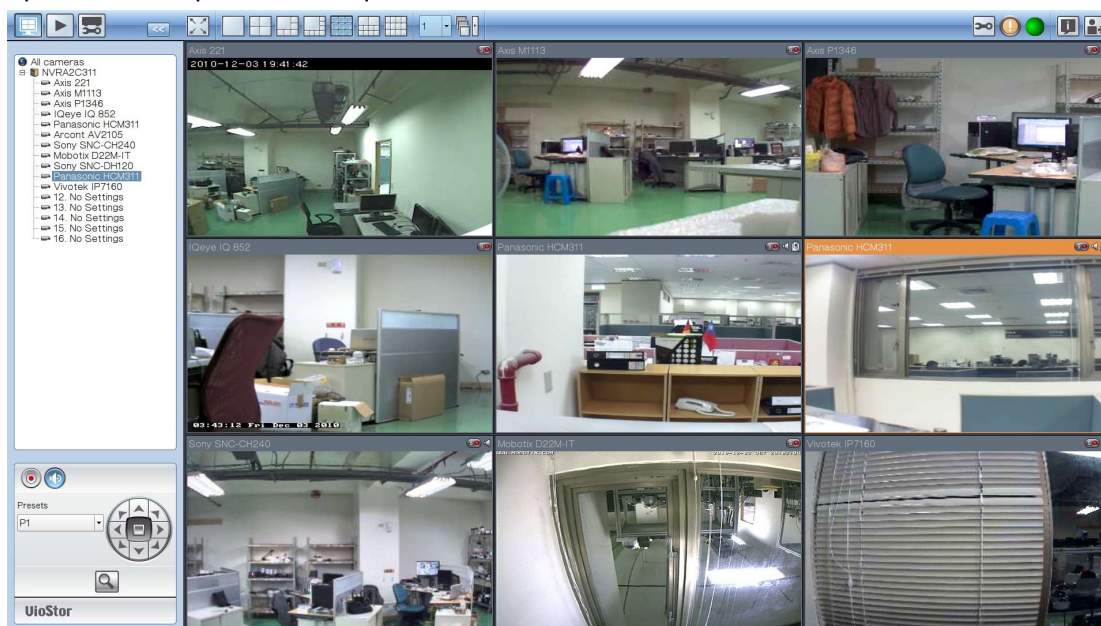 <<
1
All cameras
NVRA2C311
Axis 221
Axis M1113
Axis P1346
IQeye IQ 852
Panasonic HCM311
Arcont AV2105
Sony SNC-CH240
Mobotix D22M-IT
Sony SNC-DH120
Panasonic HCM311
Vivotek IP7160
12. No Settings
13. No Settings
14. No Settings
15. No Settings
16. No Settings
Presets
P1
VioStor
Axis 221
2010-12-03 19:41:42
Axis M1113
Axis P1346
IQeye IQ 852
03:43:12 Fri Dec 03 2010
Panasonic HCM311
Panasonic HCM311
Sony SNC-CH240
Mobotix D22M-IT
WWW.MOBOTIX.COM
Vivotek IP7160